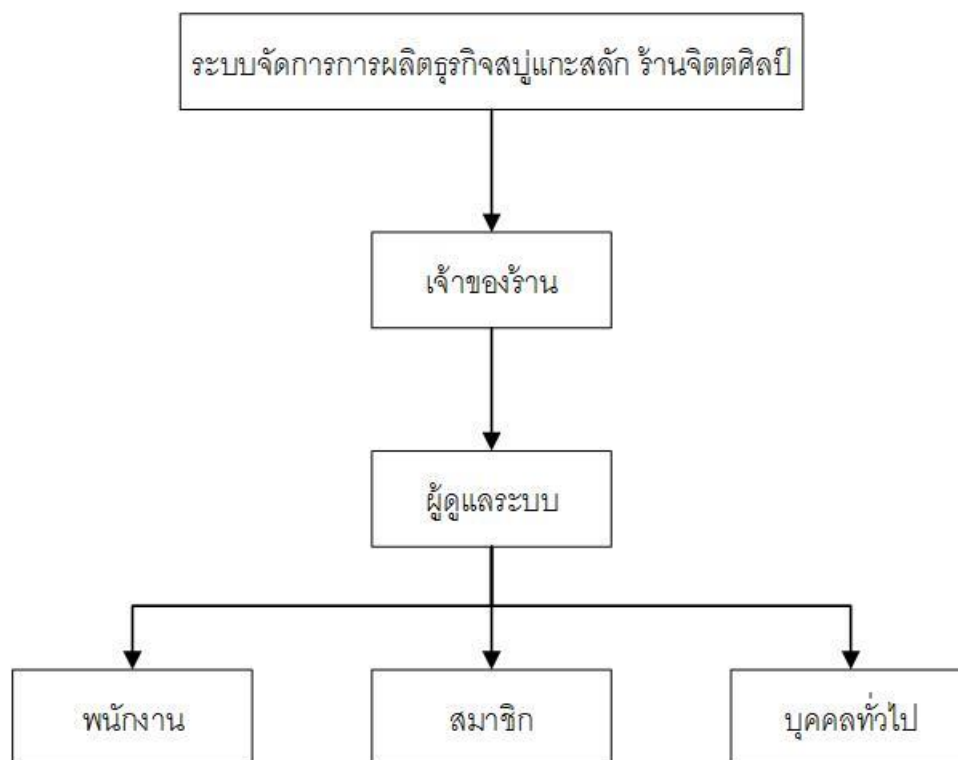 ระบบจัดการการผลิตธุรกิจสบู่แกะสลัก ร้านจิตตศิลป์
เจ้าของร้าน
ผู้ดูแลระบบ
พนักงาน
สมาชิก
บุคคลทั่วไป